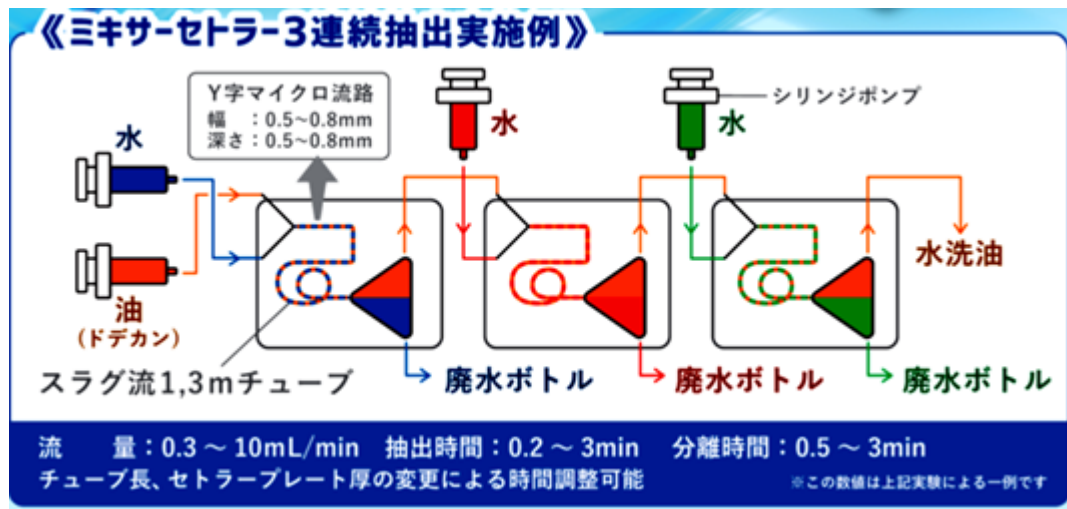 《ミキサーセトラー3連続抽出実施例》
Y字マイクロ流路
幅　：0.5~0.8mm
深さ：0.5~0.8mm
水
水
水
シリンジポンプ
油
(ドデカン)
水洗油
スラグ流1,3mチューブ
廃水ボトル
廃水ボトル
廃水ボトル
流　量：0.3 ～ 10mL/min　抽出時間：0.2 ～ 3min　分離時間：0.5 ～ 3min
チューブ長、セトラープレート厚の変更による時間調整可能
※この数値は上記実験による一例です